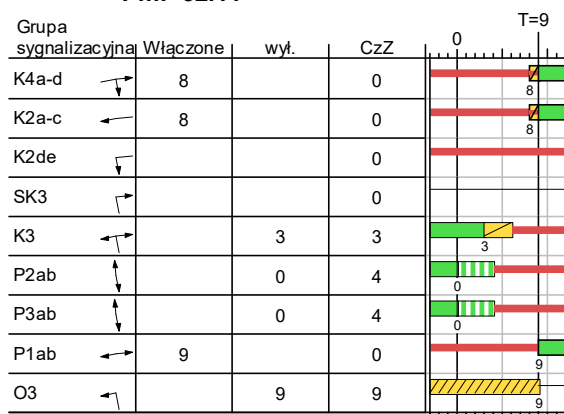 T=9
Grupa
sygnalizacyjna Włączone wył. CzZ 0
K4a-d 8 0 8
K2a-c 8 0 8
K2de 0
SK3 0
K3 3 3 3
P2ab 0 4 0
P3ab 0 4 0
P1ab 9 0 9
O3 9 9 9